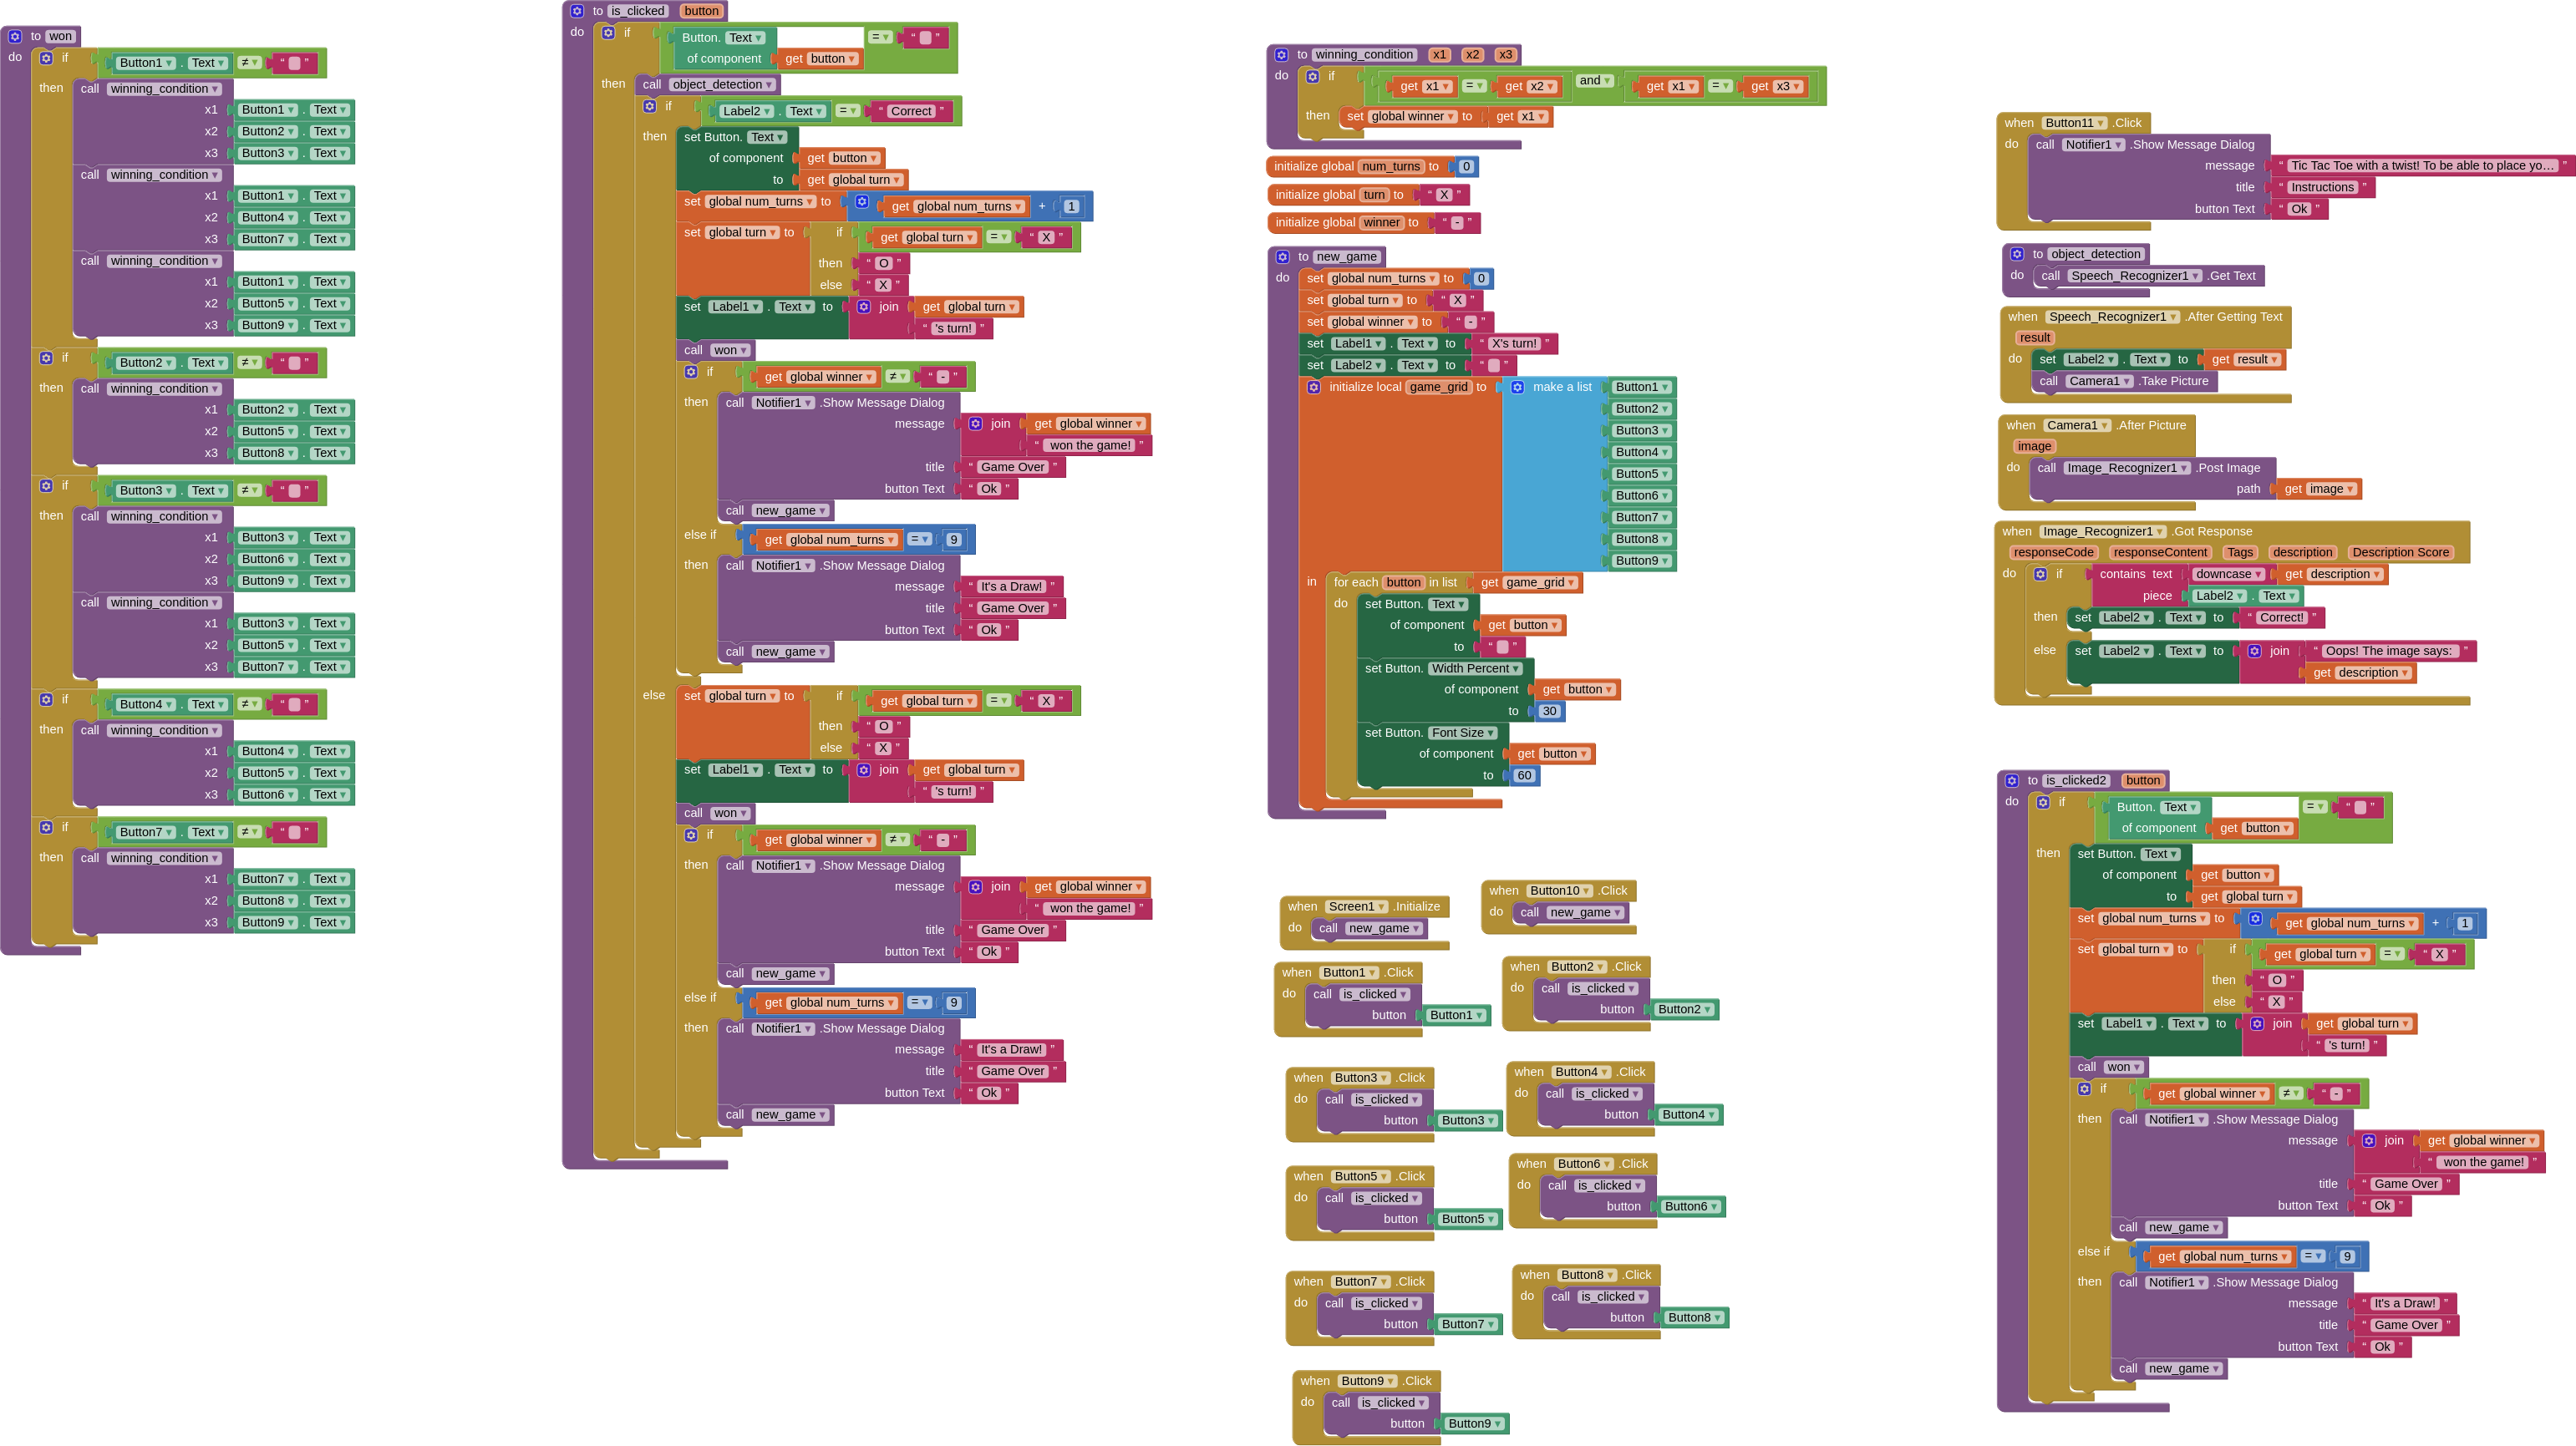 to won
do if Button1 . Text ≠ “ ”
then call winning_condition
x1 Button1 . Text
x2 Button2 . Text
x3 Button3 . Text
call winning_condition
x1 Button1 . Text
x2 Button4 . Text
x3 Button7 . Text
call winning_condition
x1 Button1 . Text
x2 Button5 . Text
x3 Button9 . Text
if Button2 . Text ≠ “ ”
then call winning_condition
x1 Button2 . Text
x2 Button5 . Text
x3 Button8 . Text
if Button3 . Text ≠ “ ”
then call winning_condition
x1 Button3 . Text
x2 Button6 . Text
x3 Button9 . Text
call winning_condition
x1 Button3 . Text
x2 Button5 . Text
x3 Button7 . Text
if Button4 . Text ≠ “ ”
then call winning_condition
x1 Button4 . Text
x2 Button5 . Text
x3 Button6 . Text
if Button7 . Text ≠ “ ”
then call winning_condition
x1 Button7 . Text
x2 Button8 . Text
x3 Button9 . Text
to is_clicked button
do if Button. Text = “ ”
of component get button
then call object_detection
if Label2 . Text = “ Correct ”
then set Button. Text
of component get button
to get global turn
set global num_turns to get global num_turns + 1
set global turn to if get global turn = “ X ”
then “ O ”
else “ X ”
set Label1 . Text to join get global turn
“ 's turn! ”
call won
if get global winner ≠ “ - ”
then call Notifier1 .Show Message Dialog
message join get global winner
“ won the game! ”
title “ Game Over ”
button Text “ Ok ”
call new_game
else if get global num_turns = 9
then call Notifier1 .Show Message Dialog
message “ It's a Draw! ”
title “ Game Over ”
button Text “ Ok ”
call new_game
else set global turn to if get global turn = “ X ”
then “ O ”
else “ X ”
set Label1 . Text to join get global turn
“ 's turn! ”
call won
if get global winner ≠ “ - ”
then call Notifier1 .Show Message Dialog
message join get global winner
“ won the game! ”
title “ Game Over ”
button Text “ Ok ”
call new_game
else if get global num_turns = 9
then call Notifier1 .Show Message Dialog
message “ It's a Draw! ”
title “ Game Over ”
button Text “ Ok ”
call new_game
to winning_condition x1 x2 x3
do if get x1 = get x2 and get x1 = get x3
then set global winner to get x1
initialize global num_turns to 0
initialize global turn to “ X ”
initialize global winner to “ - ”
to new_game
do set global num_turns to 0
set global turn to “ X ”
set global winner to “ - ”
set Label1 . Text to “ X's turn! ”
set Label2 . Text to “ ”
initialize local game_grid to make a list Button1
Button2
Button3
Button4
Button5
Button6
Button7
Button8
Button9
in for each button in list get game_grid
do set Button. Text
of component get button
to “ ”
set Button. Width Percent
of component get button
to 30
set Button. Font Size
of component get button
to 60
when Screen1 .Initialize
do call new_game
when Button10 .Click
do call new_game
when Button1 .Click
do call is_clicked
button Button1
when Button2 .Click
do call is_clicked
button Button2
when Button3 .Click
do call is_clicked
button Button3
when Button4 .Click
do call is_clicked
button Button4
when Button5 .Click
do call is_clicked
button Button5
when Button6 .Click
do call is_clicked
button Button6
when Button7 .Click
do call is_clicked
button Button7
when Button8 .Click
do call is_clicked
button Button8
when Button9 .Click
do call is_clicked
button Button9
when Button11 .Click
do call Notifier1 .Show Message Dialog
message “ Tic Tac Toe with a twist! To be able to place yo... ”
title “ Instructions ”
button Text “ Ok ”
to object_detection
do call Speech_Recognizer1 .Get Text
when Speech_Recognizer1 .After Getting Text
result
do set Label2 . Text to get result
call Camera1 .Take Picture
when Camera1 .After Picture
image
do call Image_Recognizer1 .Post Image
path get image
when Image_Recognizer1 .Got Response
responseCode responseContent Tags description Description Score
do if contains text downcase get description
piece Label2 . Text
then set Label2 . Text to “ Correct! ”
else set Label2 . Text to join “ Oops! The image says: ”
get description
to is_clicked2 button
do if Button. Text = “ ”
of component get button
then set Button. Text
of component get button
to get global turn
set global num_turns to get global num_turns + 1
set global turn to if get global turn = “ X ”
then “ O ”
else “ X ”
set Label1 . Text to join get global turn
“ 's turn! ”
call won
if get global winner ≠ “ - ”
then call Notifier1 .Show Message Dialog
message join get global winner
“ won the game! ”
title “ Game Over ”
button Text “ Ok ”
call new_game
else if get global num_turns = 9
then call Notifier1 .Show Message Dialog
message “ It's a Draw! ”
title “ Game Over ”
button Text “ Ok ”
call new_game